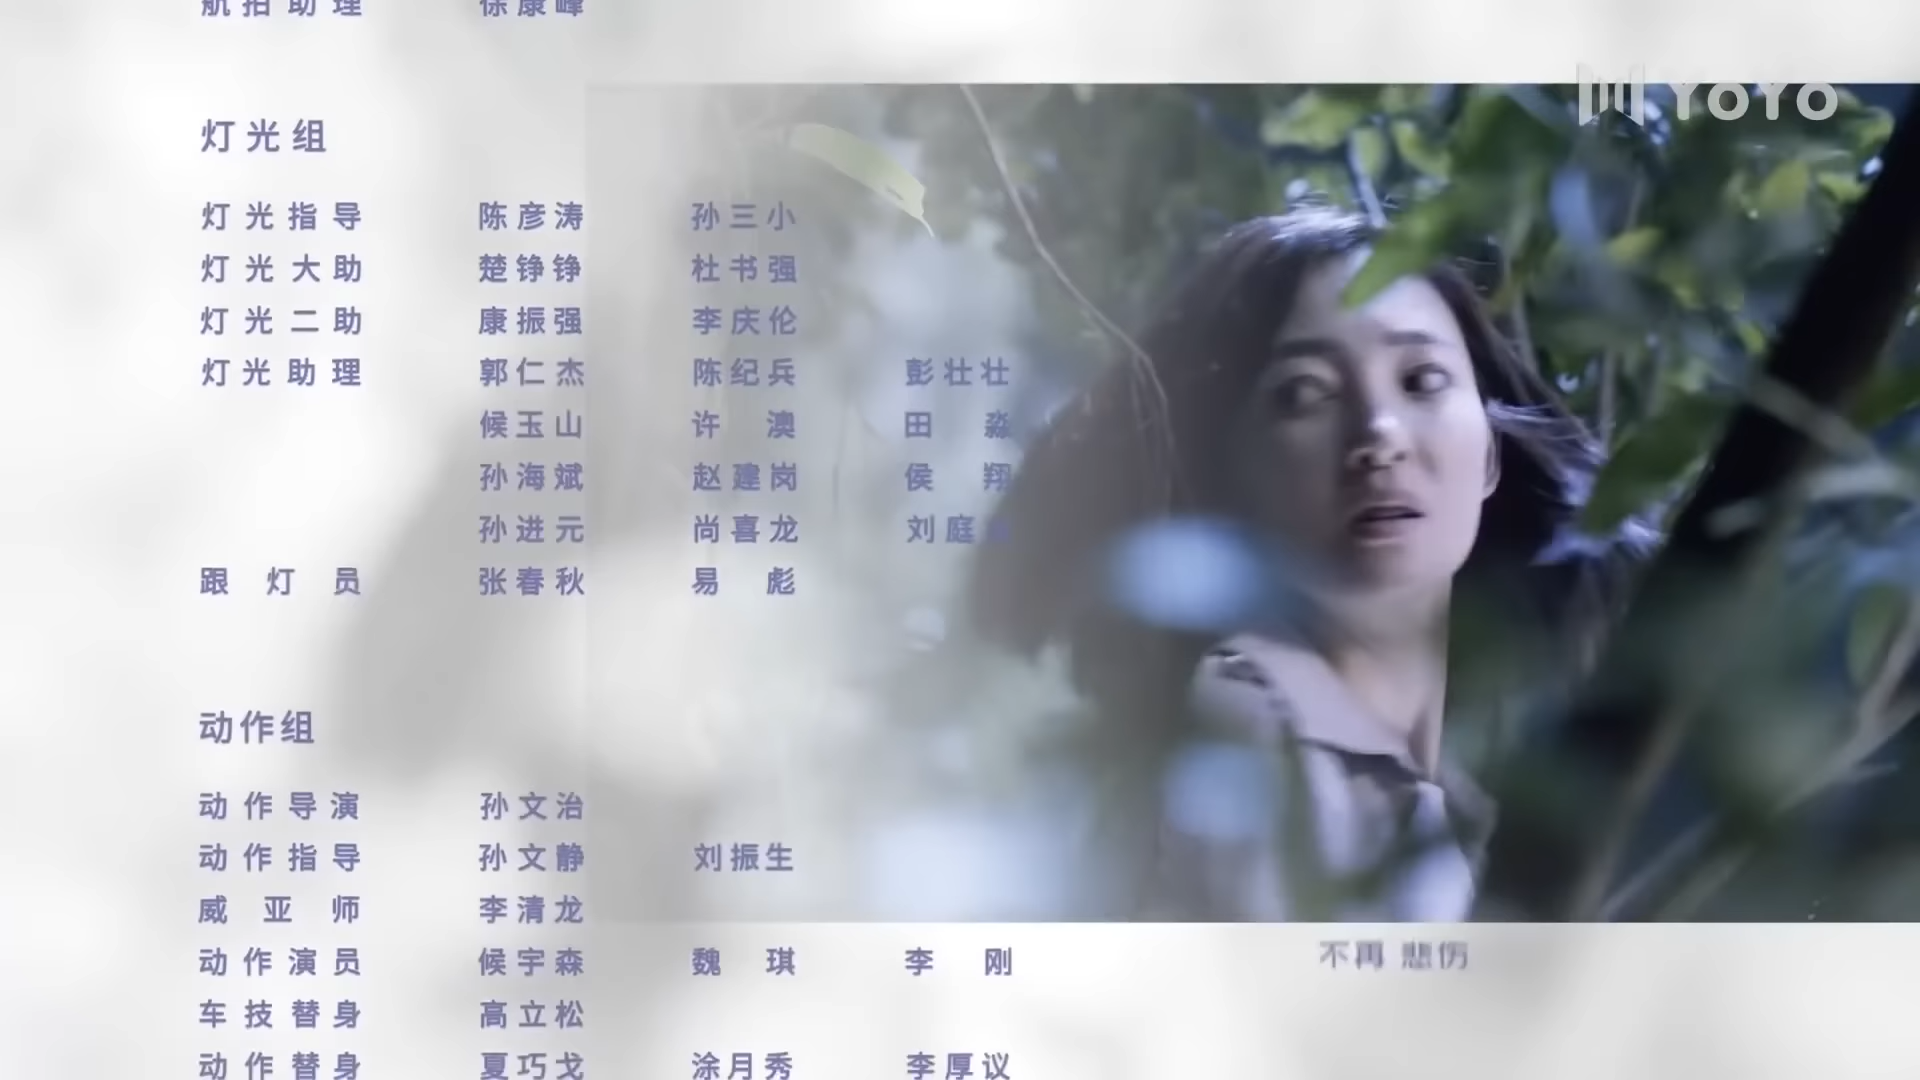 航拍助理 徐康峰
YOYO
灯光组
灯光指导 陈彦涛 孙三小
灯光大助 楚铮铮 杜书强
灯光二助 康振强 李庆伦
灯光助理 郭仁杰 陈纪兵 彭壮壮
候玉山 许澳 田淼
孙海斌 赵建岗 侯翔
孙进元 尚喜龙 刘庭
跟灯员 张春秋 易彪
动作组
动作导演 孙文治
动作指导 孙文静 刘振生
威亚师 李清龙
动作演员 候宇森 魏琪 李刚
不再 悲伤
车技替身 高立松
动作替身 夏巧戈 涂月秀 李厚议